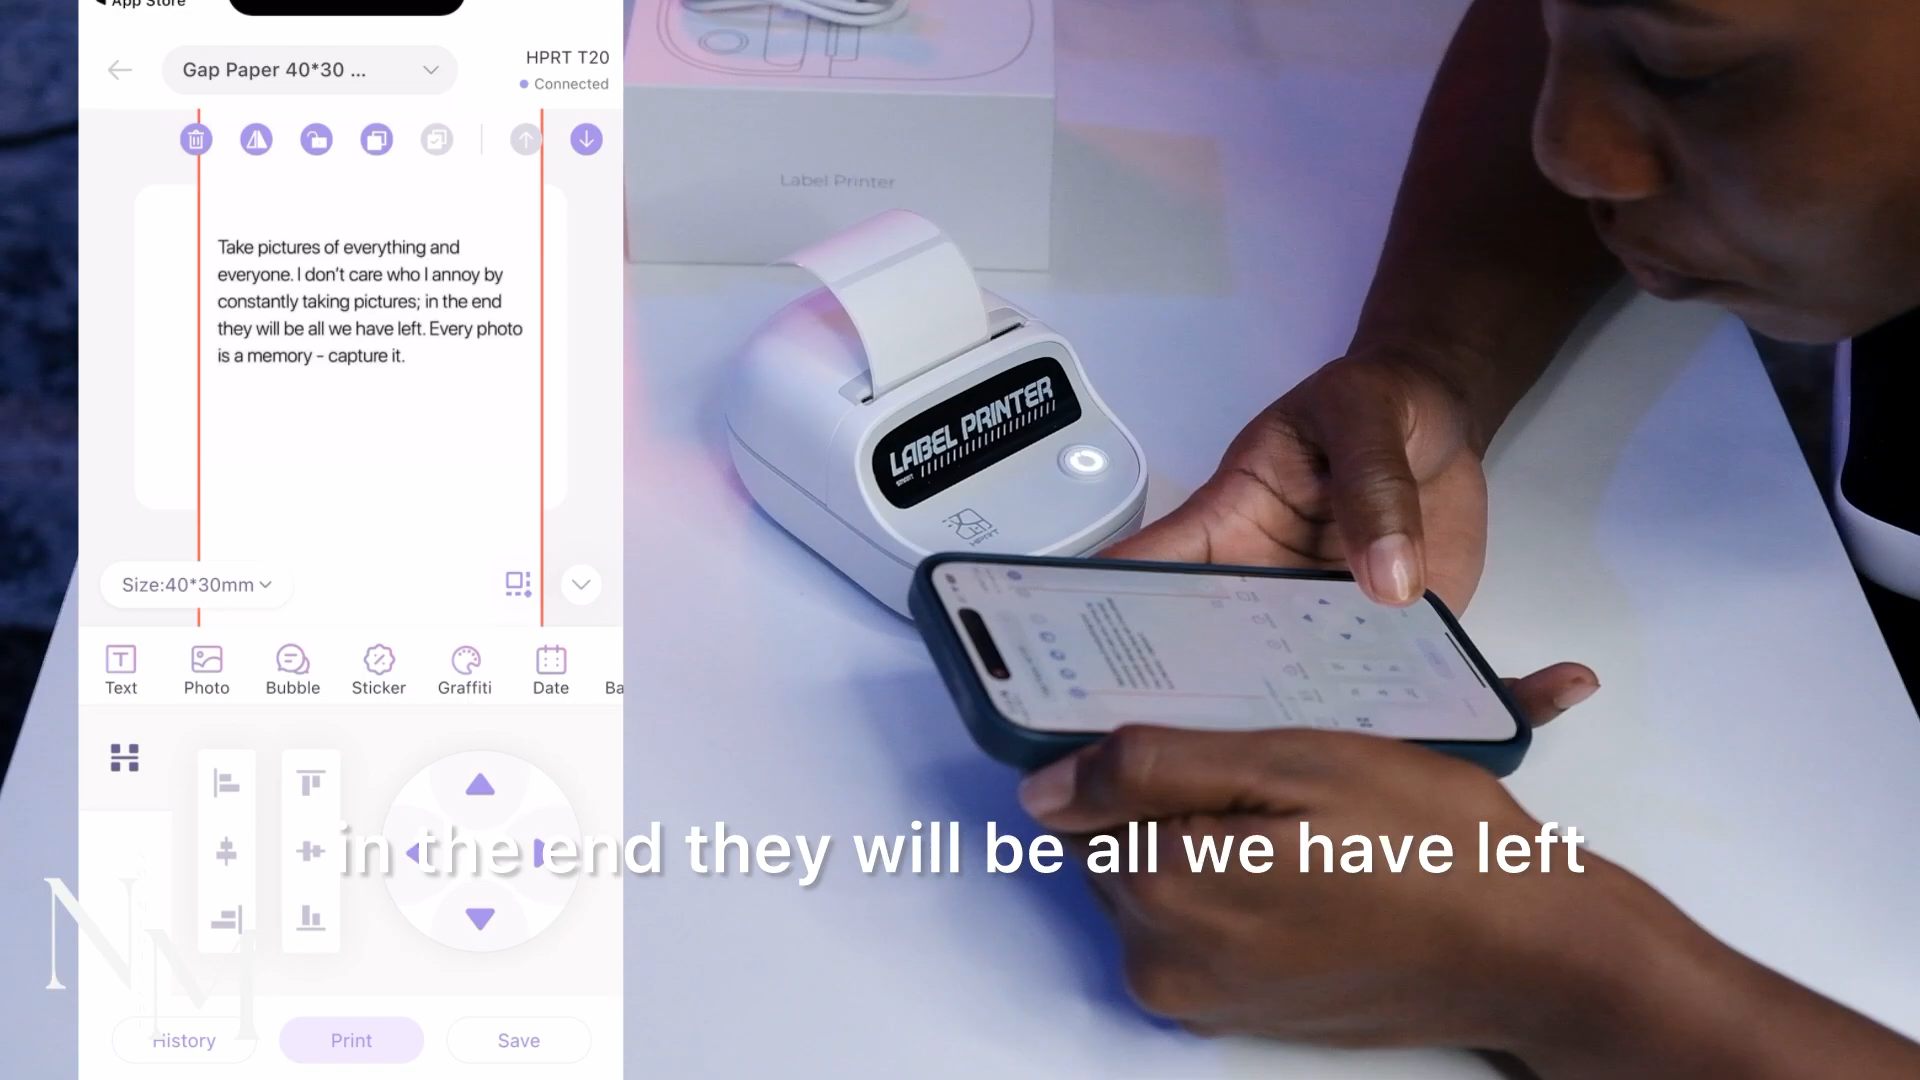 App Store
Gap Paper 40*30 ...
HPRT T20
Connected
Take pictures of everything and
everyone. I don't care who I annoy by
constantly taking pictures; in the end
they will be all we have left. Every photo
is a memory - capture it.
Size:40*30mm
Text
Photo
Bubble
Sticker
Graffiti
Date
Ba
History
Print
Save
Label Printer
LABEL PRINTER
HPRT
in the end they will be all we have left
NM